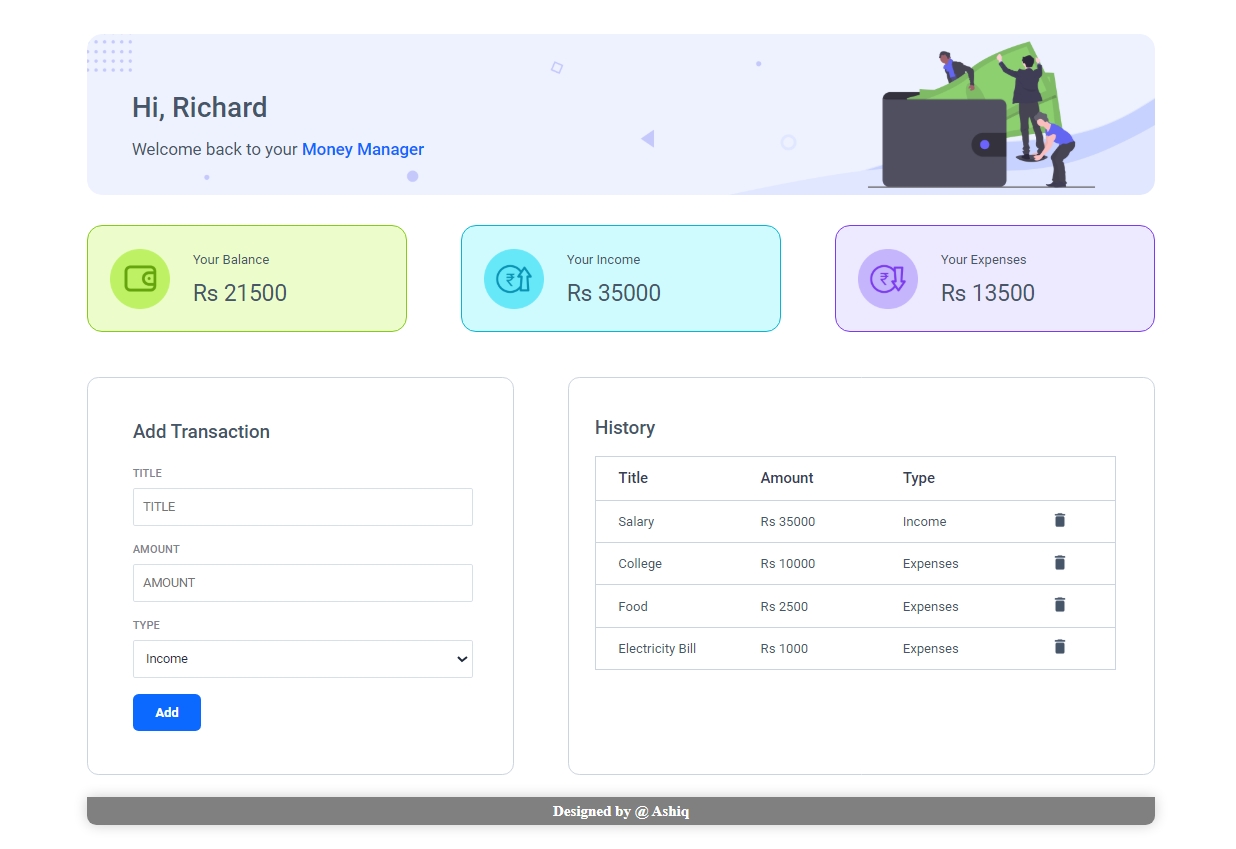 Hi, Richard
Welcome back to your Money Manager
Your Balance
Rs 21500
Your Income
Rs 35000
Your Expenses
Rs 13500
Add Transaction
TITLE
TITLE
AMOUNT
AMOUNT
TYPE
Income
Add
History
Title Amount Type
Salary Rs 35000 Income
College Rs 10000 Expenses
Food Rs 2500 Expenses
Electricity Bill Rs 1000 Expenses
Designed by @ Ashiq